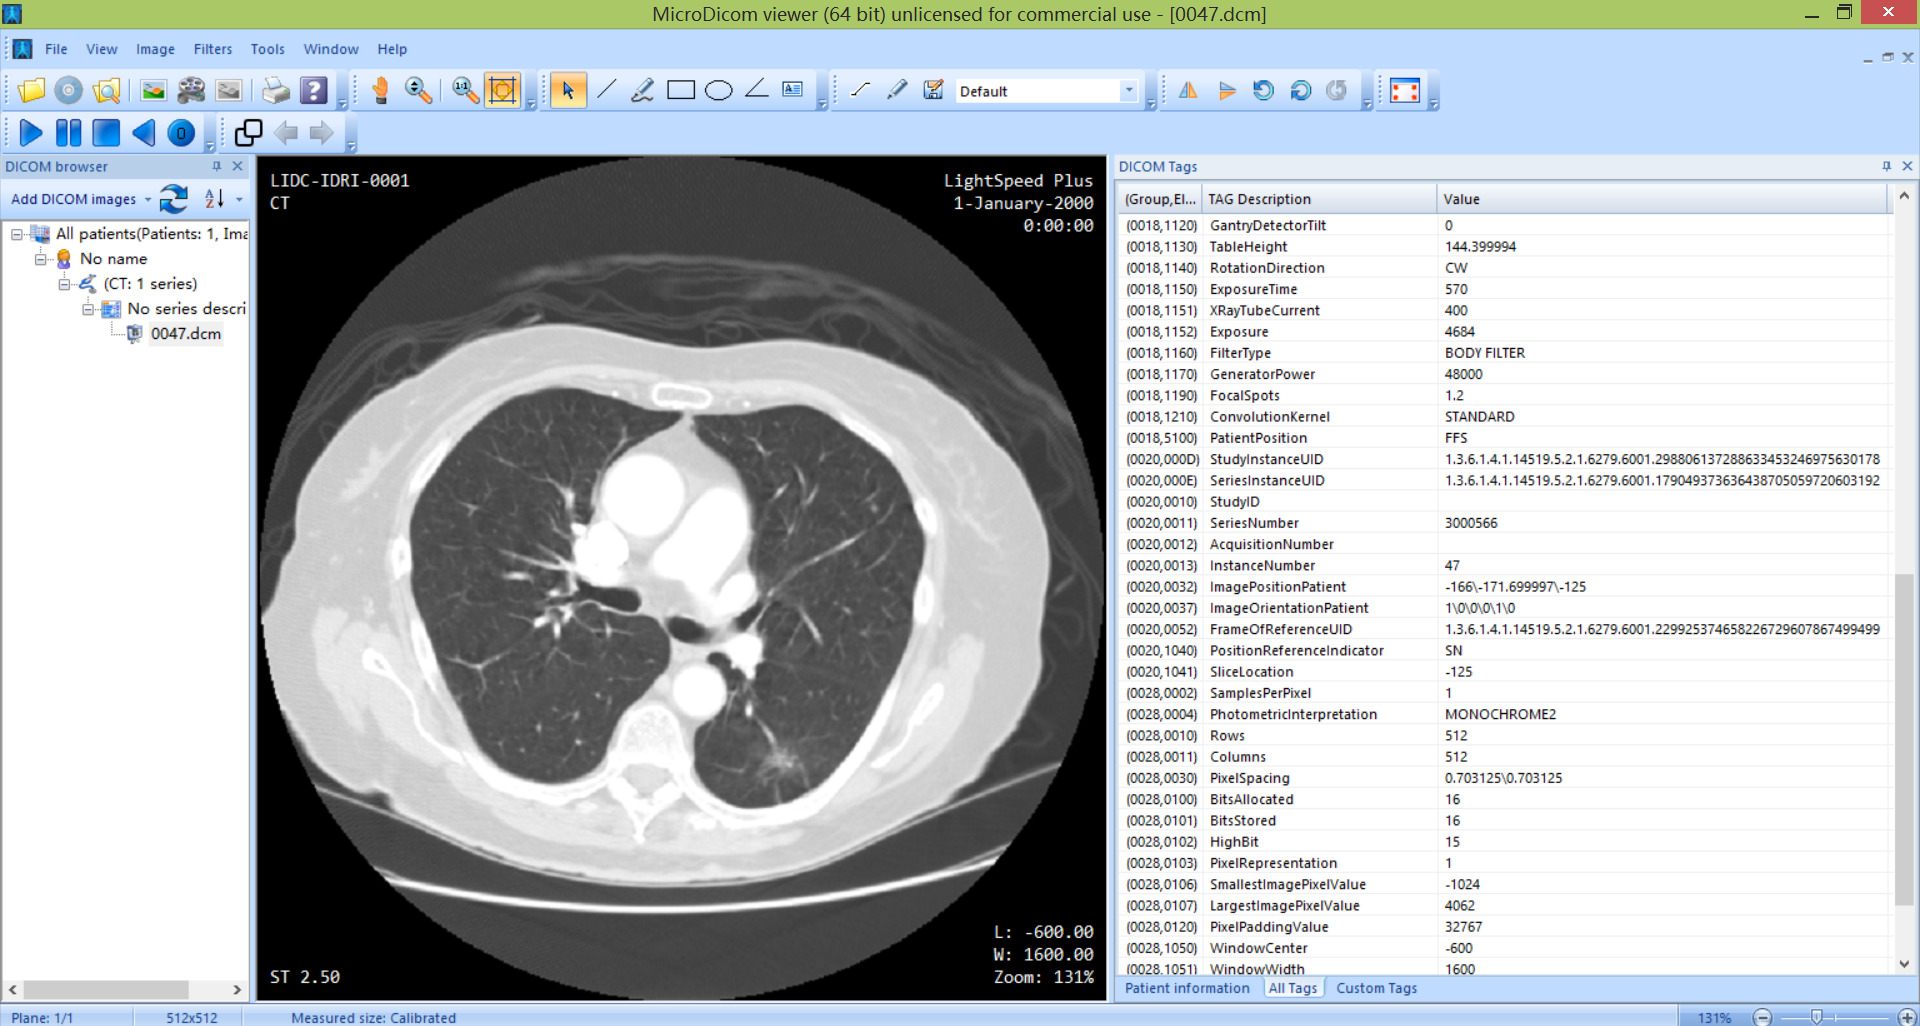 MicroDicom viewer (64 bit) unlicensed for commercial use - [0047.dcm]
File View Image Filters Tools Window Help
1:1
?
A
Default
0
DICOM browser
Add DICOM images
A
Z
All patients(Patients: 1, Ima
No name
(CT: 1 series)
No series descri
0047.dcm
LIDC-IDRI-0001
CT
LightSpeed Plus
1-January-2000
0:00:00
L: -600.00
W: 1600.00
Zoom: 131%
ST 2.50
DICOM Tags
(Group,El... TAG Description Value
(0018,1120) GantryDetectorTilt 0
(0018,1130) TableHeight 144.399994
(0018,1140) RotationDirection CW
(0018,1150) ExposureTime 570
(0018,1151) XRayTubeCurrent 400
(0018,1152) Exposure 4684
(0018,1160) FilterType BODY FILTER
(0018,1170) GeneratorPower 48000
(0018,1190) FocalSpots 1.2
(0018,1210) ConvolutionKernel STANDARD
(0018,5100) PatientPosition FFS
(0020,000D) StudyInstanceUID 1.3.6.1.4.1.14519.5.2.1.6279.6001.298806137288633453246975630178
(0020,000E) SeriesInstanceUID 1.3.6.1.4.1.14519.5.2.1.6279.6001.179049373636438705059720603192
(0020,0010) StudyID
(0020,0011) SeriesNumber 3000566
(0020,0012) AcquisitionNumber
(0020,0013) InstanceNumber 47
(0020,0032) ImagePositionPatient -166\-171.699997\-125
(0020,0037) ImageOrientationPatient 1\0\0\0\1\0
(0020,0052) FrameOfReferenceUID 1.3.6.1.4.1.14519.5.2.1.6279.6001.229925374658226729607867499499
(0020,1040) PositionReferenceIndicator SN
(0020,1041) SliceLocation -125
(0028,0002) SamplesPerPixel 1
(0028,0004) PhotometricInterpretation MONOCHROME2
(0028,0010) Rows 512
(0028,0011) Columns 512
(0028,0030) PixelSpacing 0.703125\0.703125
(0028,0100) BitsAllocated 16
(0028,0101) BitsStored 16
(0028,0102) HighBit 15
(0028,0103) PixelRepresentation 1
(0028,0106) SmallestImagePixelValue -1024
(0028,0107) LargestImagePixelValue 4062
(0028,0120) PixelPaddingValue 32767
(0028,1050) WindowCenter -600
(0028,1051) WindowWidth 1600
Patient information All Tags Custom Tags
Plane: 1/1 512x512 Measured size: Calibrated 131%